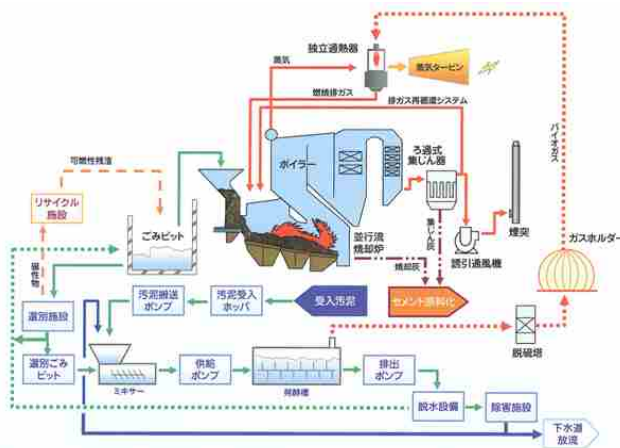 独立過熱器
蒸気
蒸気タービン
燃焼排ガス
排ガス再循環システム
バイオガス
可燃性残渣
ボイラー
ろ過式
集じん器
リサイクル
施設
ごみピット
並行流
焼却炉
集じん灰
誘引通風機
煙突
ガスホルダー
磁性物
焼却灰
選別施設
汚泥搬送
ポンプ
汚泥受入
ホッパ
受入汚泥
セメント原料化
脱硫塔
選別ごみ
ピット
ミキサー
供給
ポンプ
発酵槽
排出
ポンプ
脱水設備
除害施設
下水道
放流